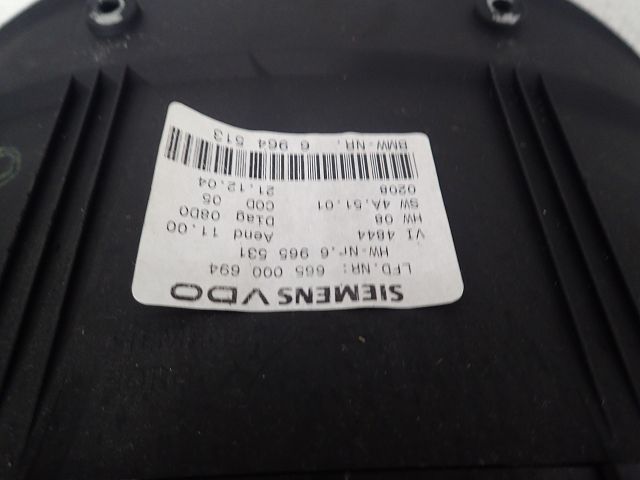 SIEMENS VDO
LFD.NR: 665 000 694
HW-Nr.6 965 531
VI 4844 Aend 11.00
HW 08 Diag 08D0
SW 4A.51.01 COD 05
0208 21.12.04
BMW-NR. 6 964 513